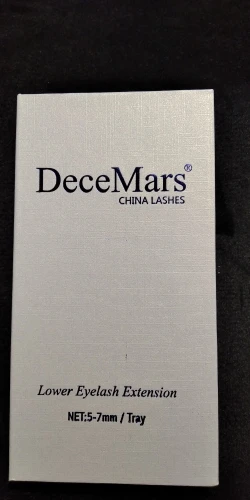 DeceMars®
CHINA LASHES
Lower Eyelash Extension
NET:5-7mm / Tray